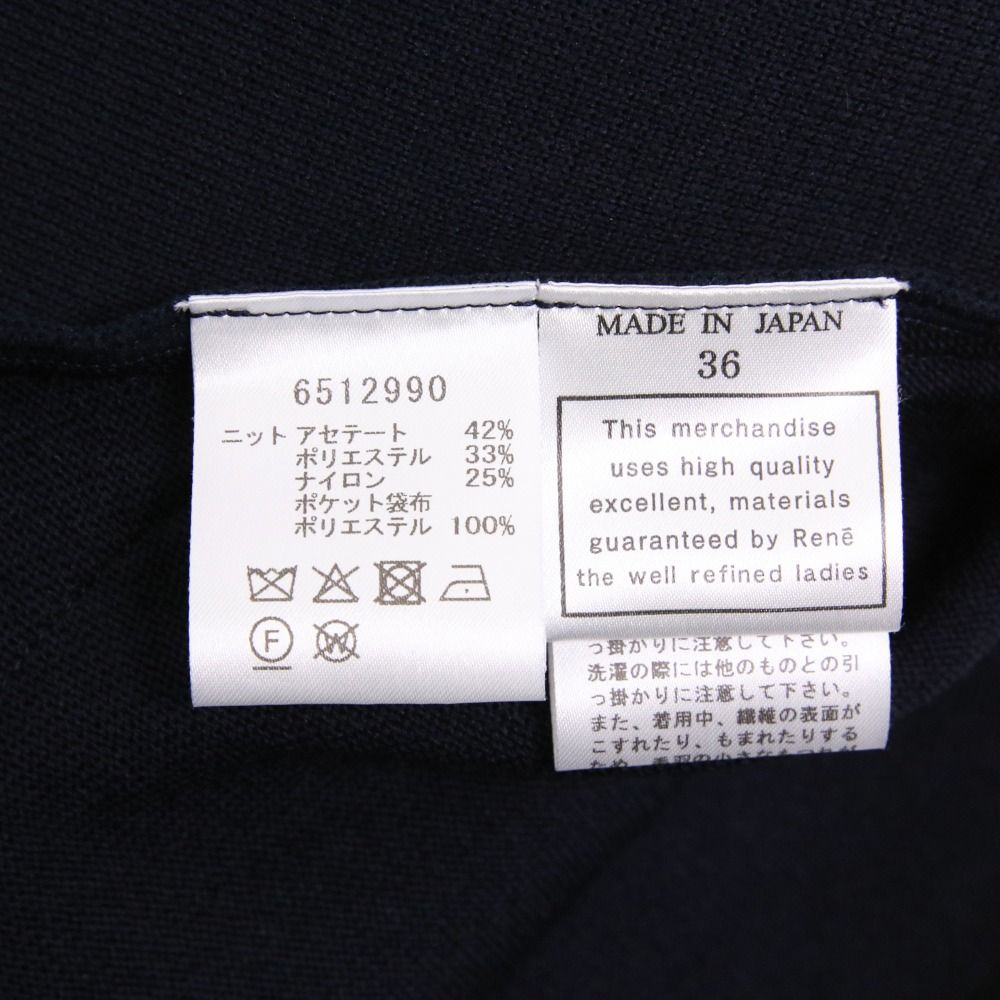 6512990
ニット アセテート 42%
ポリエステル 33%
ナイロン 25%
ポケット袋布
ポリエステル 100%
F
W
MADE IN JAPAN
36
This merchandise
uses high quality
excellent, materials
guaranteed by Renē
the well refined ladies
っ掛かりに注意して下さい。
洗濯の際には他のものとの引
っ掛かりに注意して下さい。
また、着用中、繊維の表面が
こすれたり、もまれたりする